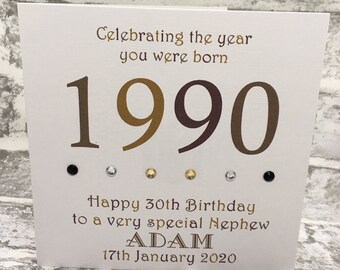 Celebrating the year
you were born
1990
Happy 30th Birthday
to a very special Nephew
ADAM
17th January 2020